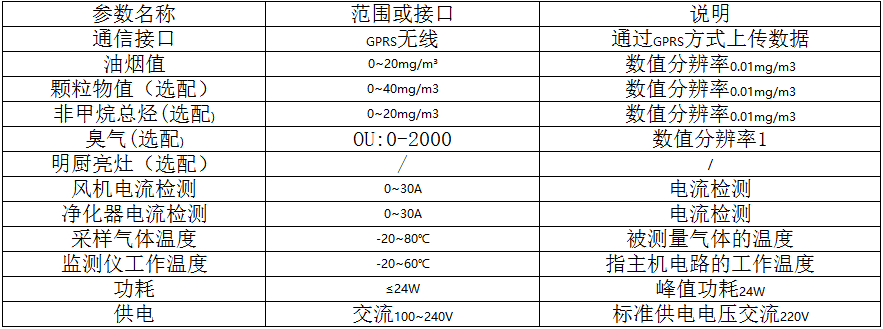 参数名称 范围或接口 说明
通信接口 GPRS无线 通过GPRS方式上传数据
油烟值 0~20mg/m³ 数值分辨率0.01mg/m3
颗粒物值（选配） 0~40mg/m3 数值分辨率0.01mg/m3
非甲烷总烃(选配) 0~20mg/m3 数值分辨率0.01mg/m3
臭气(选配) OU:0-2000 数值分辨率1
明厨亮灶（选配） / /
风机电流检测 0~30A 电流检测
净化器电流检测 0~30A 电流检测
采样气体温度 -20~80℃ 被测量气体的温度
监测仪工作温度 -20~60℃ 指主机电路的工作温度
功耗 ≤24W 峰值功耗24W
供电 交流100~240V 标准供电电压交流220V